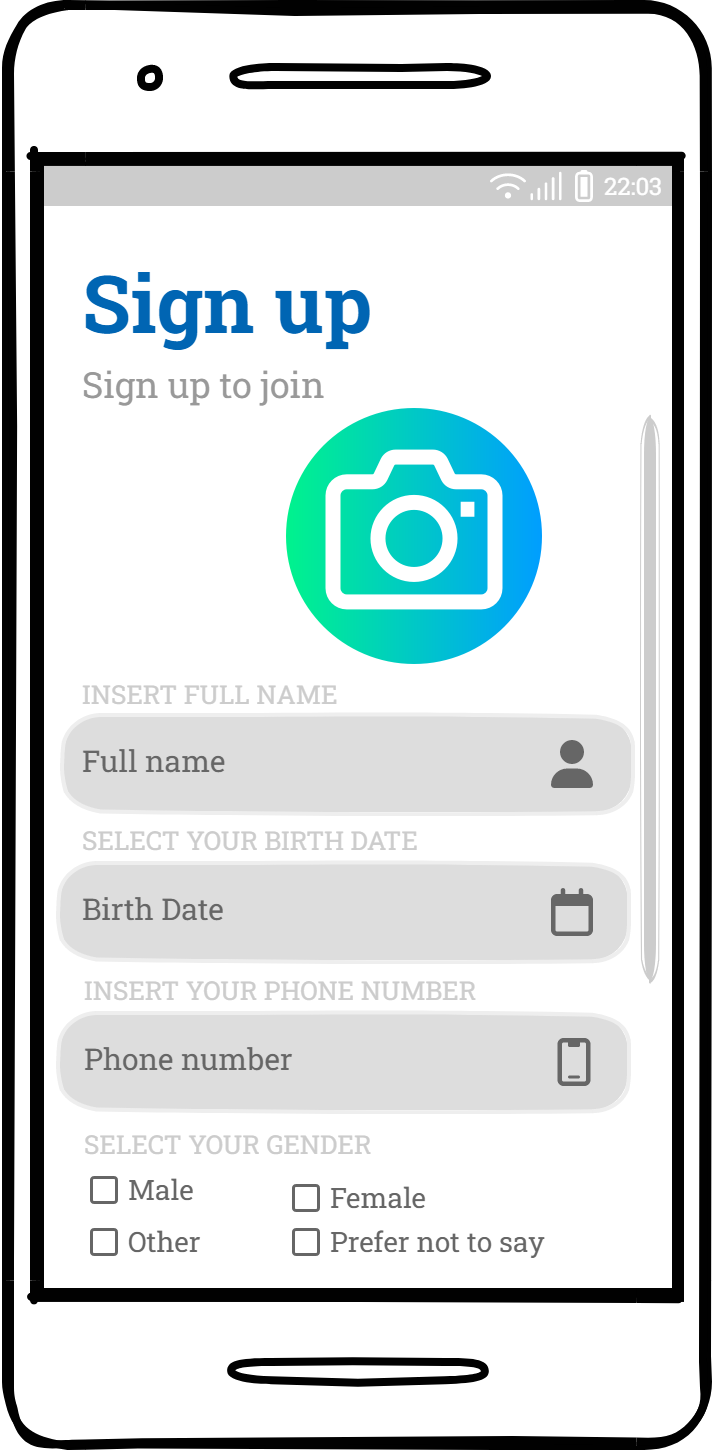 22:03
Sign up
Sign up to join
INSERT FULL NAME
Full name
SELECT YOUR BIRTH DATE
Birth Date
INSERT YOUR PHONE NUMBER
Phone number
SELECT YOUR GENDER
Male Female
Other Prefer not to say